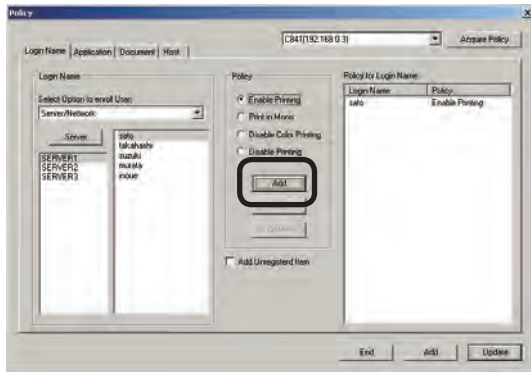 Policy
X
C841(192.168.0.3)
Acquire Policy
Login Name
Application
Document
Host
Login Name
Select Option to enroll User:
Server/Network
Server
SERVER1
SERVER2
SERVER3
sato
takahashi
suzuki
murata
inoue
Policy
Enable Printing
Print in Mono
Disable Color Printing
Disable Printing
Add
Add Unregisterd Item
Policy for Login Name
Login Name
Policy
sato
Enable Printing
End
Add
Update